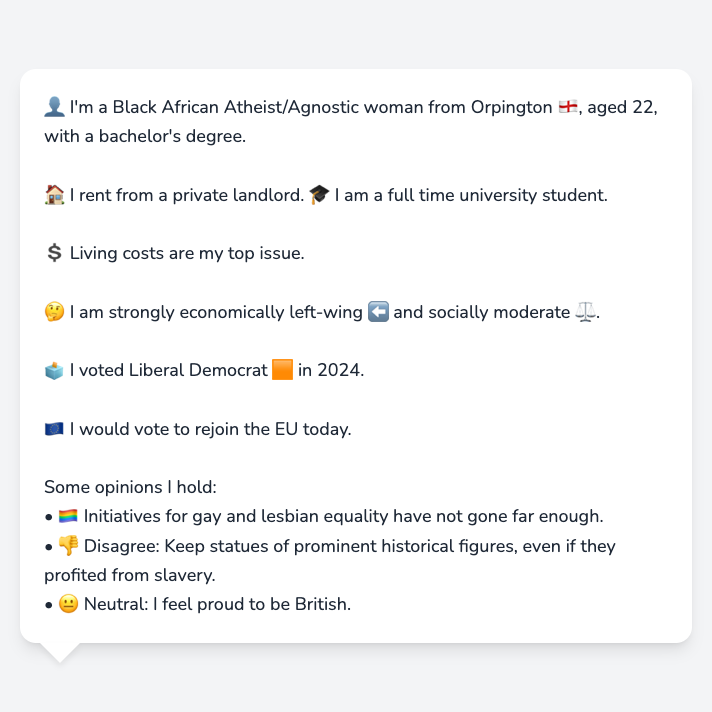 👤 I'm a Black African Atheist/Agnostic woman from Orpington 🏴󠁧󠁢󠁥󠁮󠁧󠁿, aged 22,
with a bachelor's degree.
🏠 I rent from a private landlord. 🎓 I am a full time university student.
💲 Living costs are my top issue.
🤔 I am strongly economically left-wing ⬅️ and socially moderate ⚖️.
🗳️ I voted Liberal Democrat 🟧 in 2024.
🇪🇺 I would vote to rejoin the EU today.
Some opinions I hold:
• 🏳️‍🌈 Initiatives for gay and lesbian equality have not gone far enough.
• 👎 Disagree: Keep statues of prominent historical figures, even if they
profited from slavery.
• 😐 Neutral: I feel proud to be British.